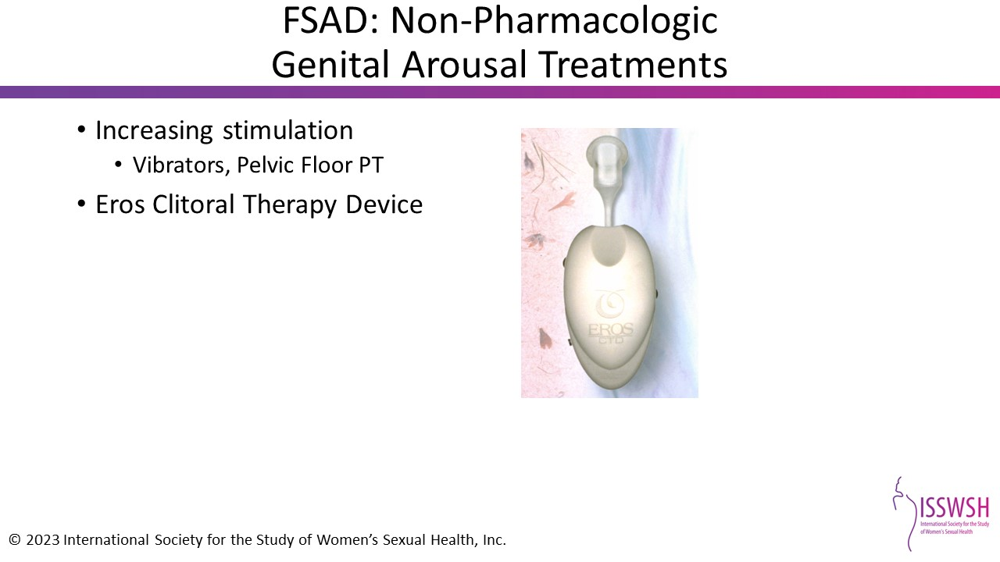 FSAD: Non-Pharmacologic
Genital Arousal Treatments
• Increasing stimulation
• Vibrators, Pelvic Floor PT
• Eros Clitoral Therapy Device
EROS
CTD
ISSWSH
International Society for the Study
of Women's Sexual Health
© 2023 International Society for the Study of Women’s Sexual Health, Inc.